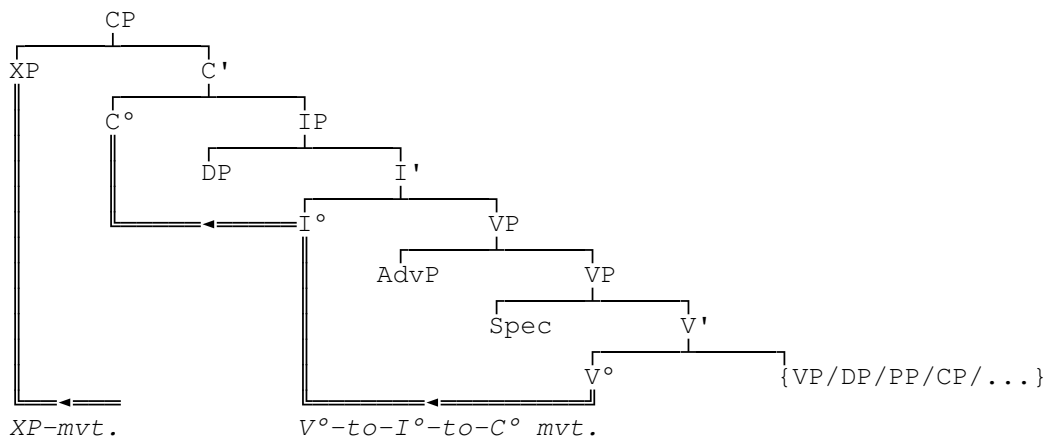 CP
XP C'
C° IP
DP I'
I° VP
AdvP VP
Spec V'
V° {VP/DP/PP/CP/...}
XP-mvt. V°-to-I°-to-C° mvt.